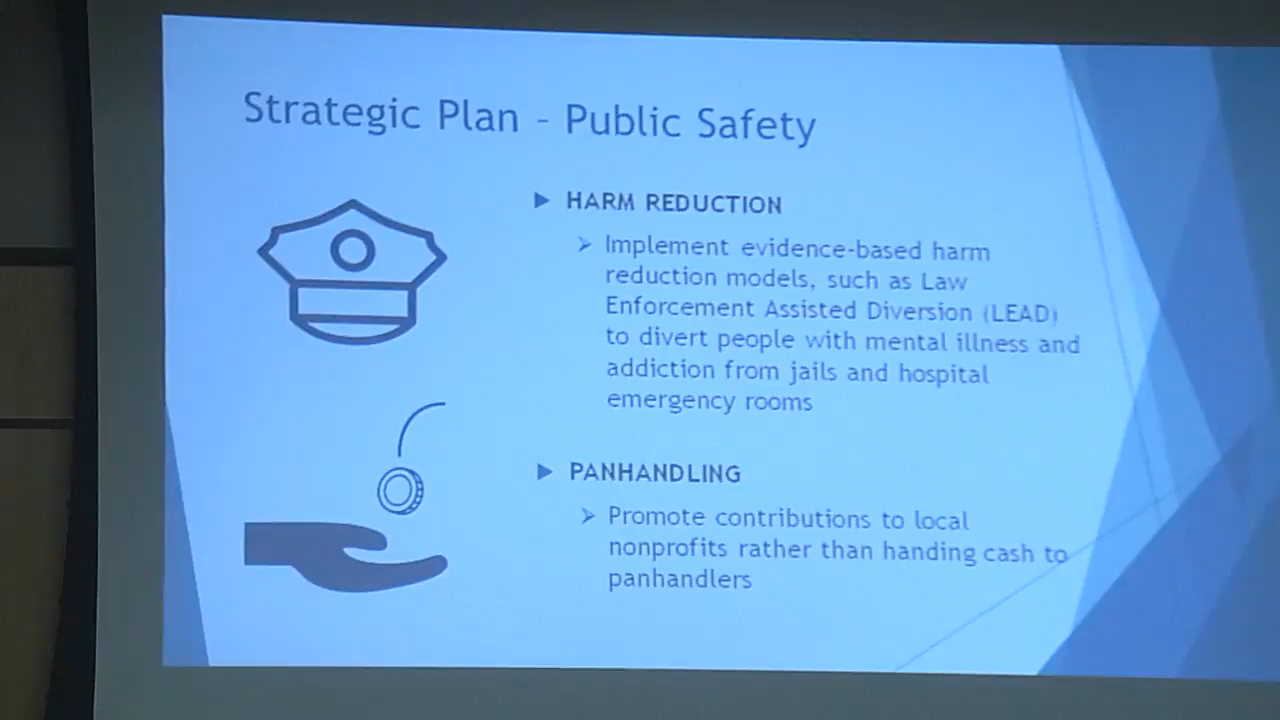 Strategic Plan - Public Safety
HARM REDUCTION
Implement evidence-based harm
reduction models, such as Law
Enforcement Assisted Diversion (LEAD)
to divert people with mental illness and
addiction from jails and hospital
emergency rooms
PANHANDLING
Promote contributions to local
nonprofits rather than handing cash to
panhandlers